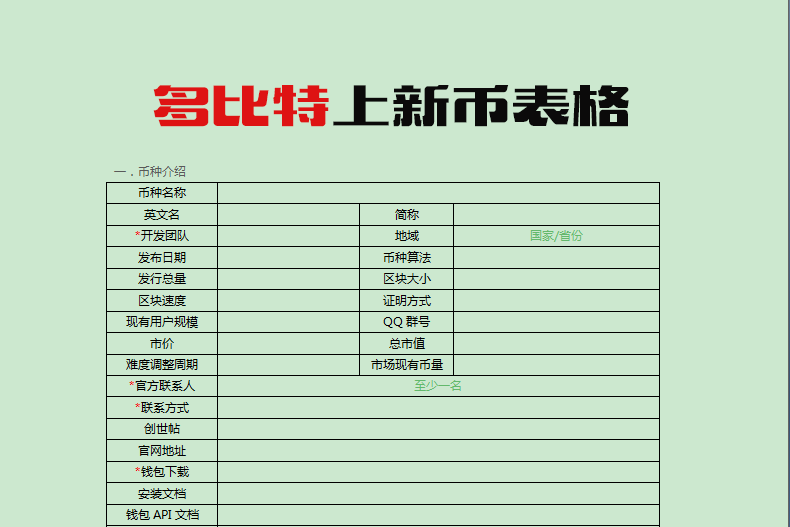 多比特上新币表格
一．币种介绍
币种名称
英文名 简称
*开发团队 地域 国家/省份
发布日期 币种算法
发行总量 区块大小
区块速度 证明方式
现有用户规模 QQ 群号
市价 总市值
难度调整周期 市场现有币量
*官方联系人 至少一名
*联系方式
创世帖
官网地址
*钱包下载
安装文档
钱包 API 文档